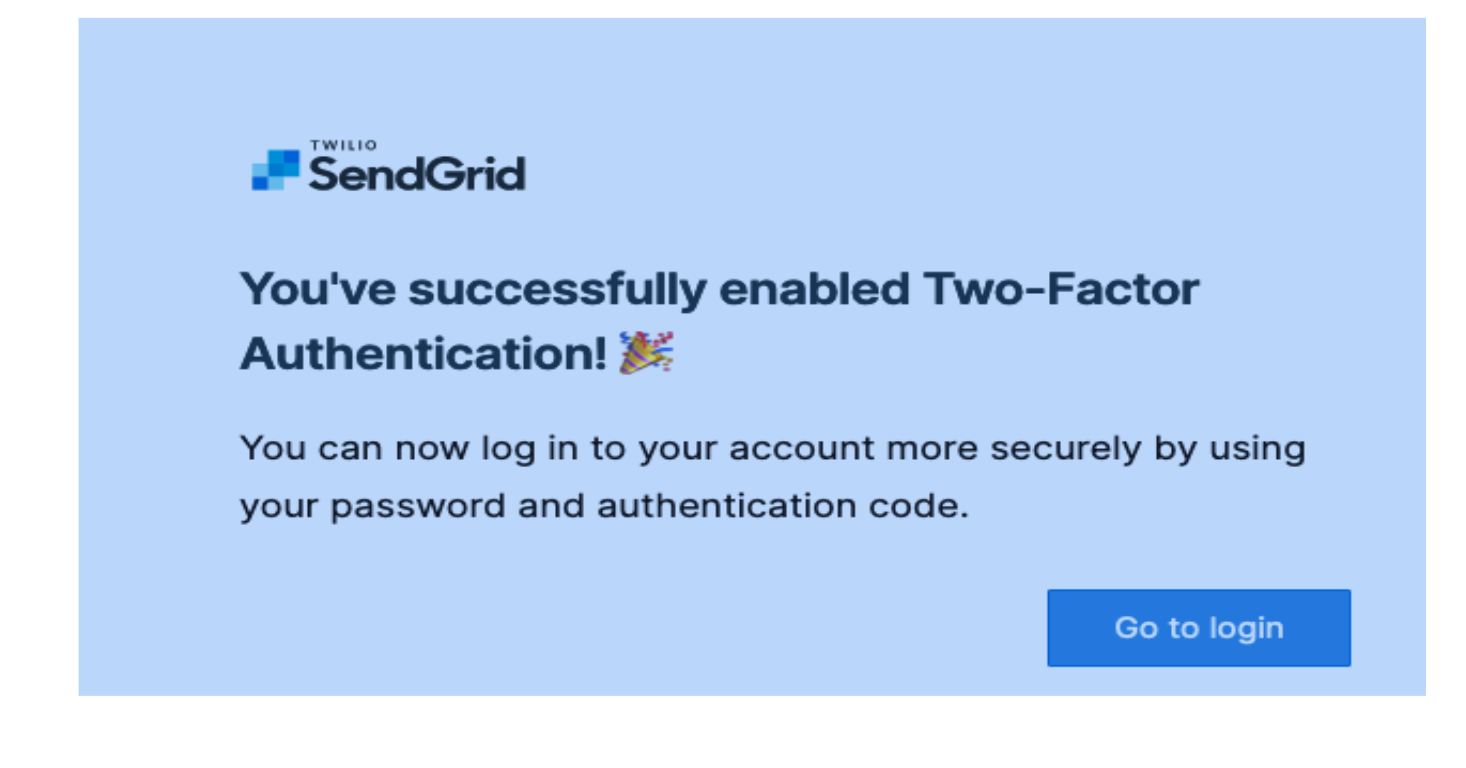 TWILIO
SendGrid
You've successfully enabled Two-Factor
Authentication! 🎉
You can now log in to your account more securely by using
your password and authentication code.
Go to login